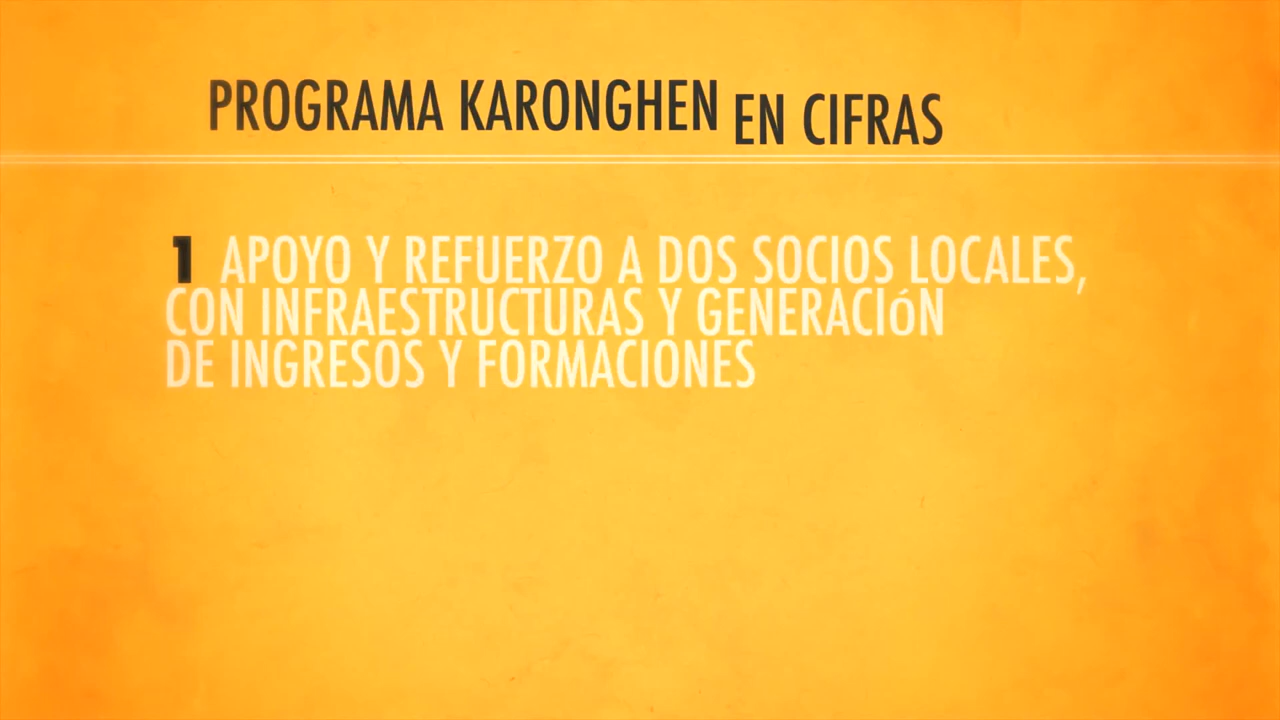 PROGRAMA KARONGHEN EN CIFRAS
1 APOYO Y REFUERZO A DOS SOCIOS LOCALES,
CON INFRAESTRUCTURAS Y GENERACIóN
DE INGRESOS Y FORMACIONES